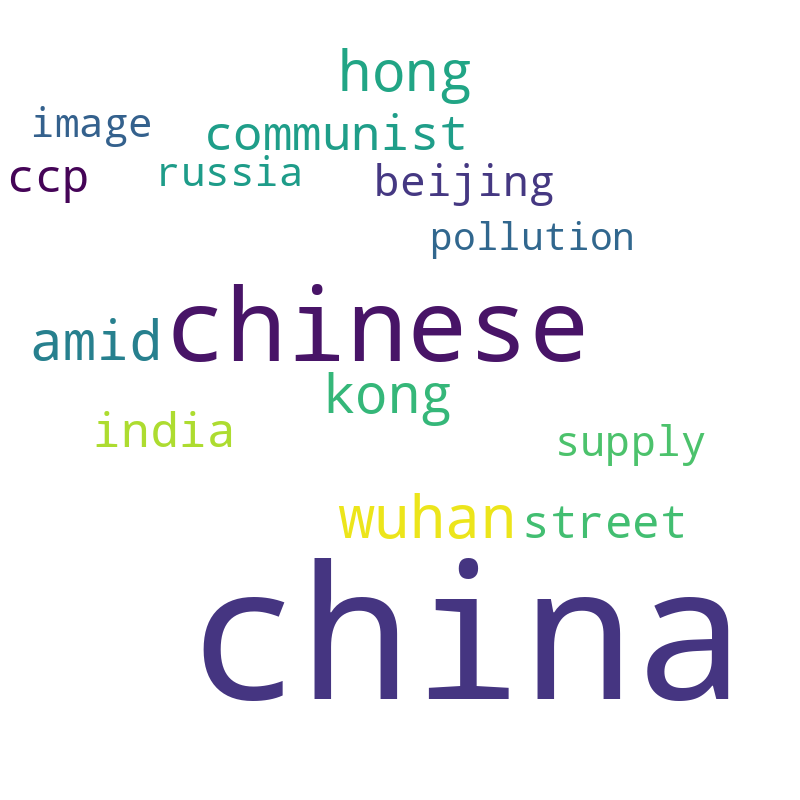 hong
image
communist
ccp
russia
beijing
pollution
chinese
amid
kong
india
supply
wuhan
street
china